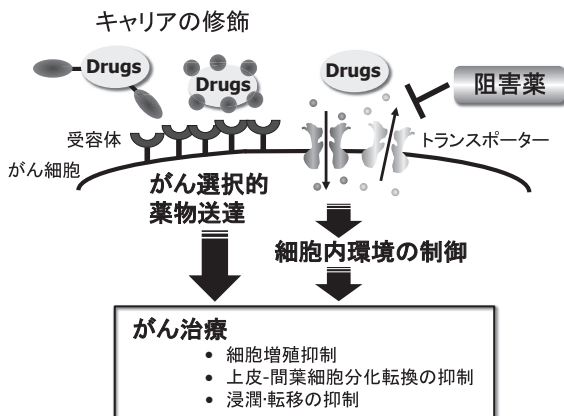 キャリアの修飾
Drugs
Drugs
Drugs
阻害薬
受容体
トランスポーター
がん細胞
がん選択的
薬物送達
細胞内環境の制御
がん治療
• 細胞増殖抑制
• 上皮-間葉細胞分化転換の抑制
• 浸潤・転移の抑制